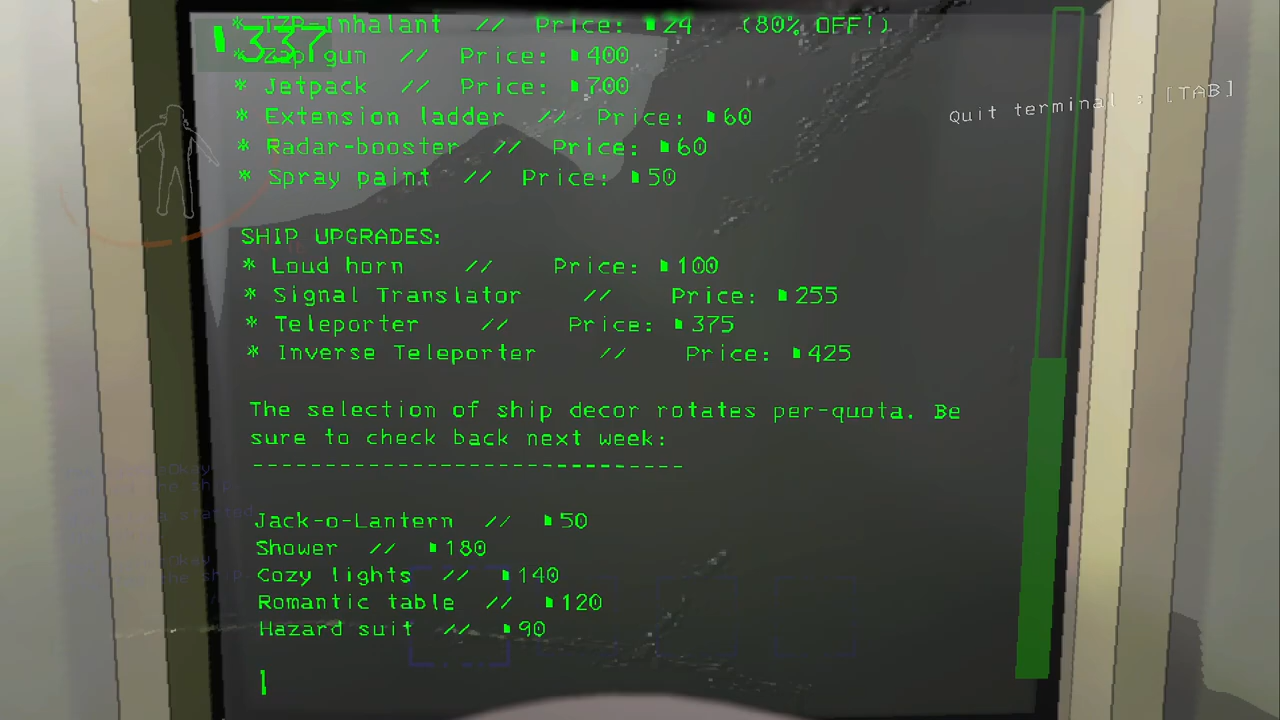 * TZP-Inhalant // Price: ▮24 (80% OFF!)
▮337
* Zap gun // Price: ▮400
* Jetpack // Price: ▮700
Quit terminal : [TAB]
* Extension ladder // Price: ▮60
* Radar-booster // Price: ▮60
* Spray paint // Price: ▮50
SHIP UPGRADES:
* Loud horn // Price: ▮100
* Signal Translator // Price: ▮255
* Teleporter // Price: ▮375
* Inverse Teleporter // Price: ▮425
The selection of ship decor rotates per-quota. Be
sure to check back next week:
------------------------------
Jack-o-Lantern // ▮50
Shower // ▮180
Cozy lights // ▮140
Romantic table // ▮120
Hazard suit // ▮90